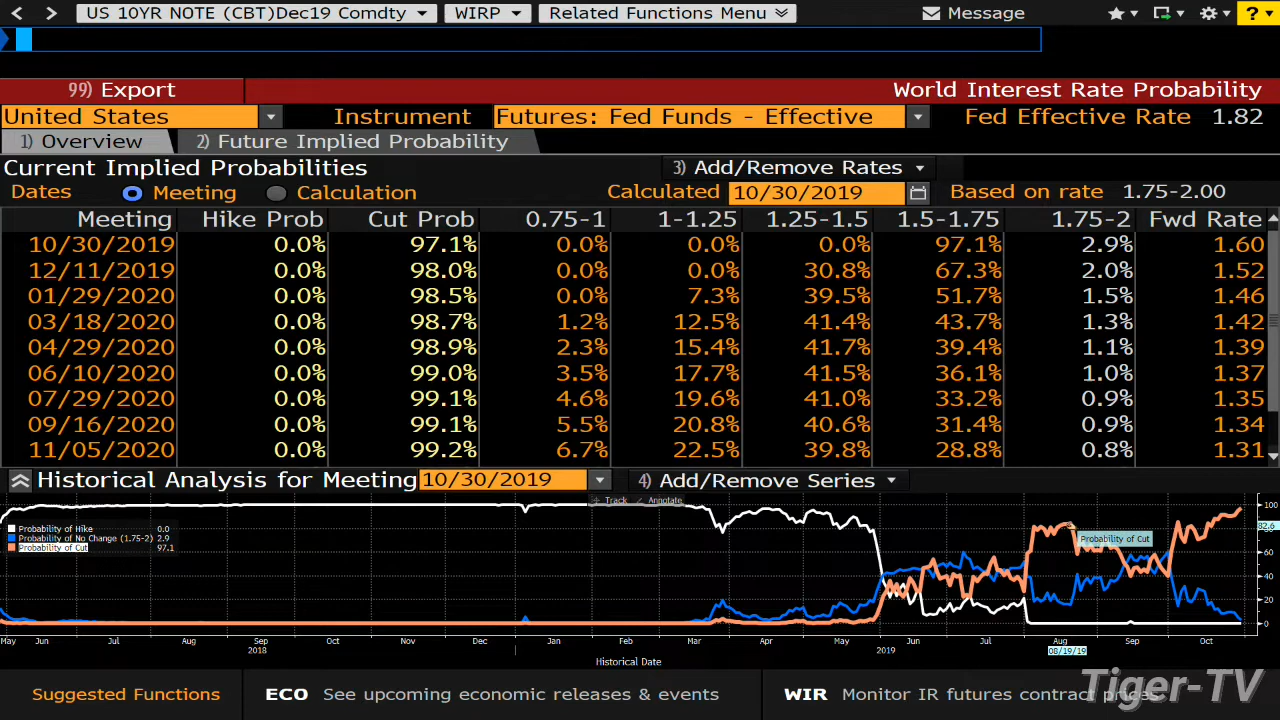 US 10YR NOTE (CBT)Dec19 Comdty WIRP Related Functions Menu Message ?
99) Export World Interest Rate Probability
United States Instrument Futures: Fed Funds - Effective Fed Effective Rate 1.82
1) Overview 2) Future Implied Probability
Current Implied Probabilities 3) Add/Remove Rates
Dates Meeting Calculation Calculated 10/30/2019 Based on rate 1.75-2.00
Meeting Hike Prob Cut Prob 0.75-1 1-1.25 1.25-1.5 1.5-1.75 1.75-2 Fwd Rate
10/30/2019 0.0% 97.1% 0.0% 0.0% 0.0% 97.1% 2.9% 1.60
12/11/2019 0.0% 98.0% 0.0% 0.0% 30.8% 67.3% 2.0% 1.52
01/29/2020 0.0% 98.5% 0.0% 7.3% 39.5% 51.7% 1.5% 1.46
03/18/2020 0.0% 98.7% 1.2% 12.5% 41.4% 43.7% 1.3% 1.42
04/29/2020 0.0% 98.9% 2.3% 15.4% 41.7% 39.4% 1.1% 1.39
06/10/2020 0.0% 99.0% 3.5% 17.7% 41.5% 36.1% 1.0% 1.37
07/29/2020 0.0% 99.1% 4.6% 19.6% 41.0% 33.2% 0.9% 1.35
09/16/2020 0.0% 99.1% 5.5% 20.8% 40.6% 31.4% 0.9% 1.34
11/05/2020 0.0% 99.2% 6.7% 22.5% 39.8% 28.8% 0.8% 1.31
Historical Analysis for Meeting 10/30/2019 4) Add/Remove Series
Track Annotate
100
82.6
Probability of Hike 0.0
Probability of No Change (1.75-2) 2.9
Probability of Cut 97.1
Probability of Cut
60
40
20
0
May Jun Jul Aug Sep Oct Nov Dec Jan Feb Mar Apr May Jun Jul Aug Sep Oct
2018 2019 08/19/19
Historical Date
Suggested Functions ECO See upcoming economic releases & events WIR Monitor IR futures contract prices
Tiger-TV